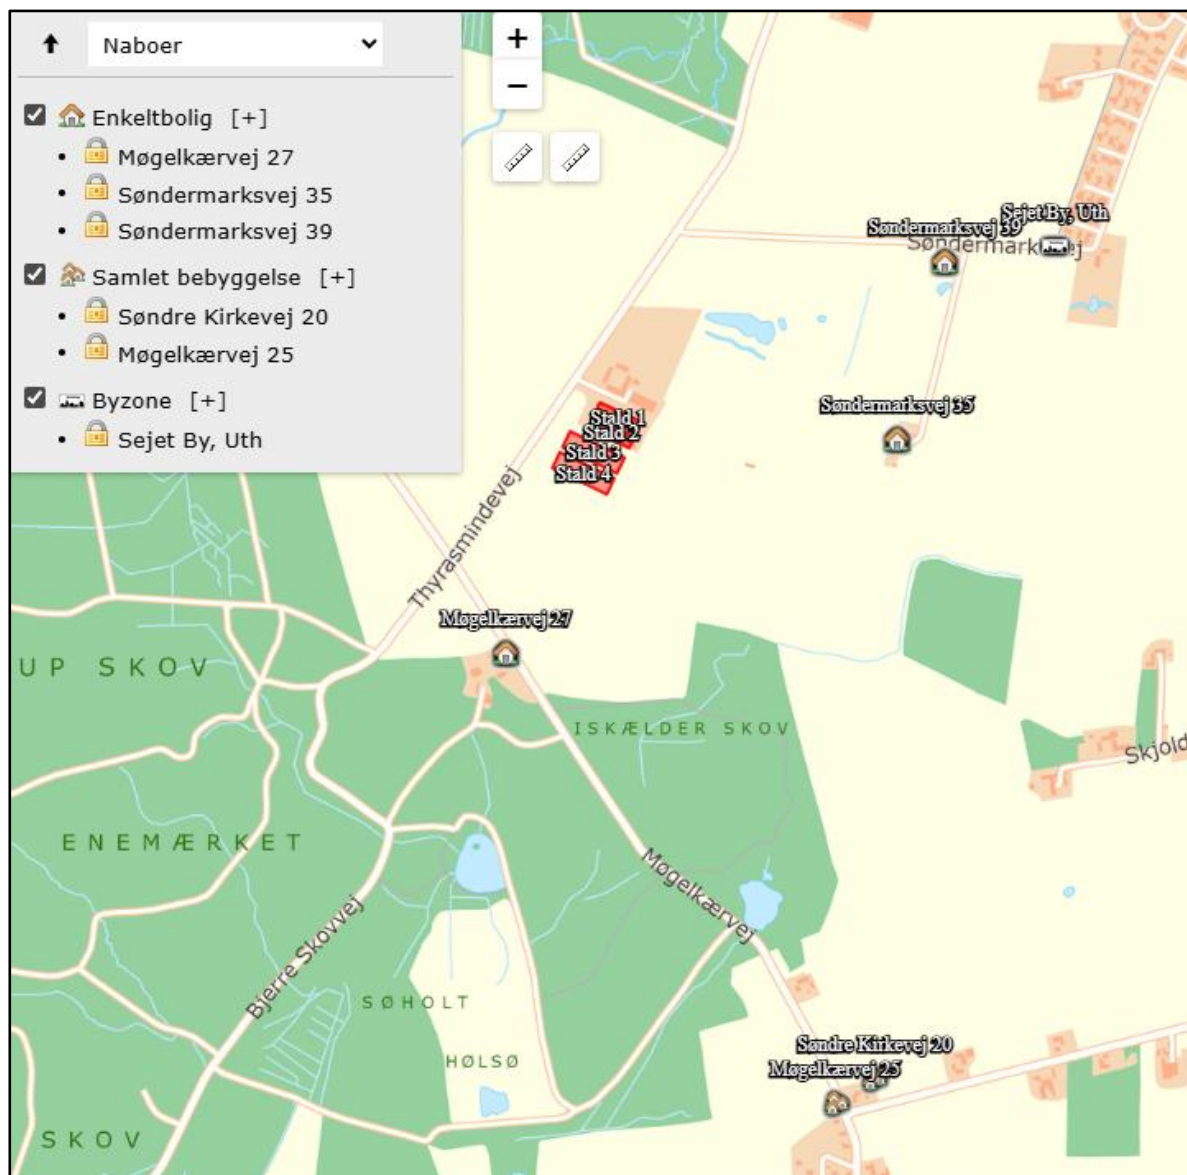 Naboer
Enkeltbolig [+]
Møgelkærvej 27
Søndermarksvej 35
Søndermarksvej 39
Samlet bebyggelse [+]
Søndre Kirkevej 20
Møgelkærvej 25
Byzone [+]
Sejet By, Uth
+
−
Sejet By, Uth
Søndermarksvej 39
Søndermarksvej
Søndermarksvej 35
Stald 1
Stald 2
Stald 3
Stald 4
Thyrasmindevej
Møgelkærvej 27
UP SKOV
ISKÆLDER SKOV
Skjold
ENEMÆRKET
Møgelkærvej
Bjerre Skovvej
SØHOLT
HØLSØ
Søndre Kirkevej 20
Møgelkærvej 25
SKOV